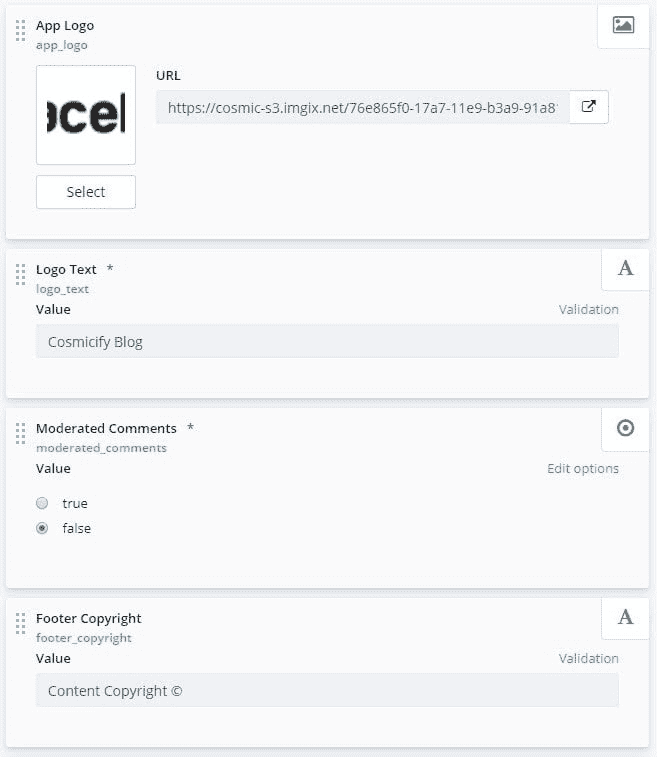 App Logo
app_logo
URL
ocel
https://cosmic-s3.imgix.net/76e865f0-17a7-11e9-b3a9-91a8
Select
Logo Text *
logo_text
Value Validation
Cosmicify Blog
Moderated Comments *
moderated_comments
Value Edit options
true
false
Footer Copyright
footer_copyright
Value Validation
Content Copyright ©